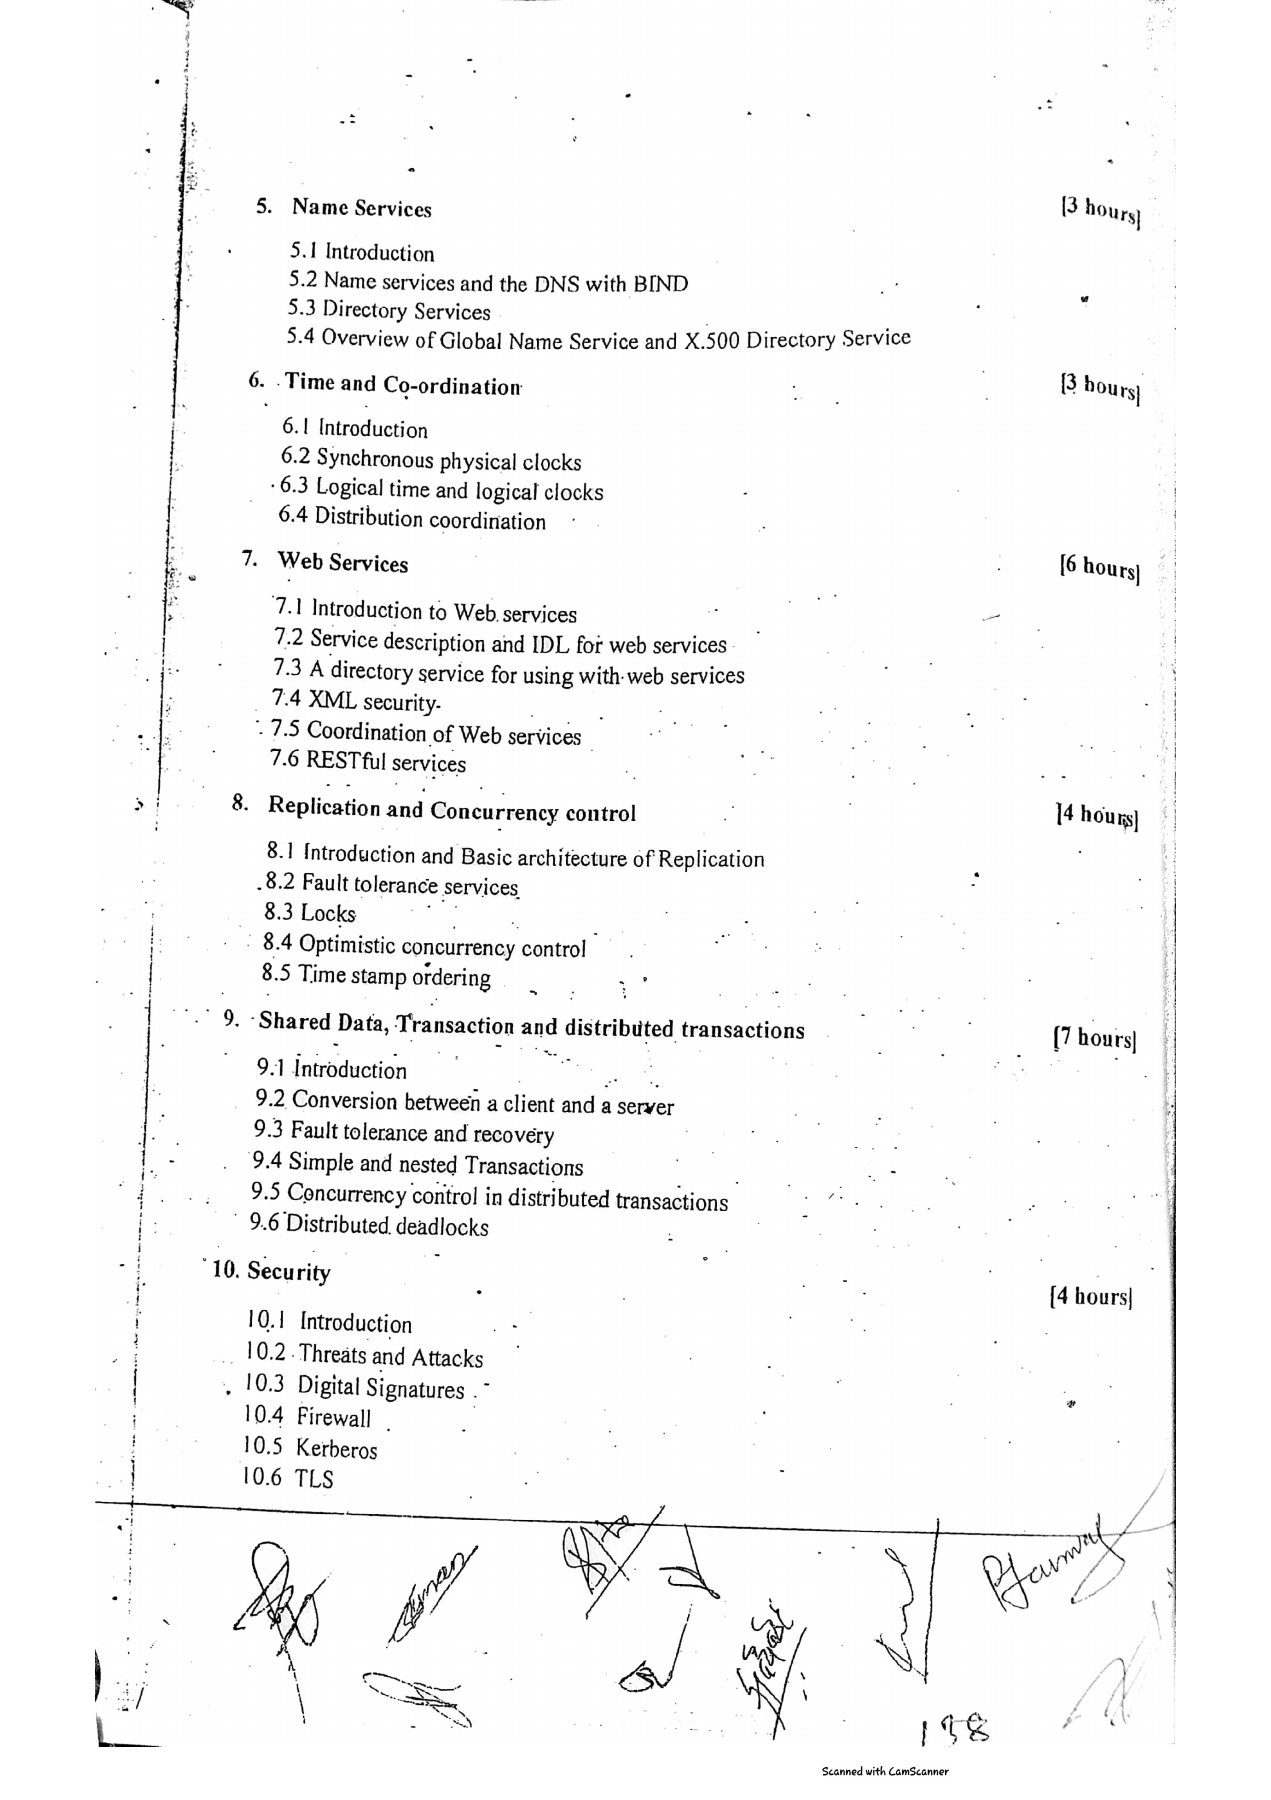 5. Name Services [3 hours]
5.1 Introduction
5.2 Name services and the DNS with BIND
5.3 Directory Services
5.4 Overview of Global Name Service and X.500 Directory Service
6. Time and Co-ordination [3 hours]
6.1 Introduction
6.2 Synchronous physical clocks
6.3 Logical time and logical clocks
6.4 Distribution coordination
7. Web Services [6 hours]
7.1 Introduction to Web services
7.2 Service description and IDL for web services
7.3 A directory service for using with web services
7.4 XML security
7.5 Coordination of Web services
7.6 RESTful services
8. Replication and Concurrency control [4 hours]
8.1 Introduction and Basic architecture of Replication
8.2 Fault tolerance services
8.3 Locks
8.4 Optimistic concurrency control
8.5 Time stamp ordering
9. Shared Data, Transaction and distributed transactions [7 hours]
9.1 Introduction
9.2 Conversion between a client and a server
9.3 Fault tolerance and recovery
9.4 Simple and nested Transactions
9.5 Concurrency control in distributed transactions
9.6 Distributed deadlocks
10. Security [4 hours]
10.1 Introduction
10.2 Threats and Attacks
10.3 Digital Signatures
10.4 Firewall
10.5 Kerberos
10.6 TLS
138
Scanned with CamScanner